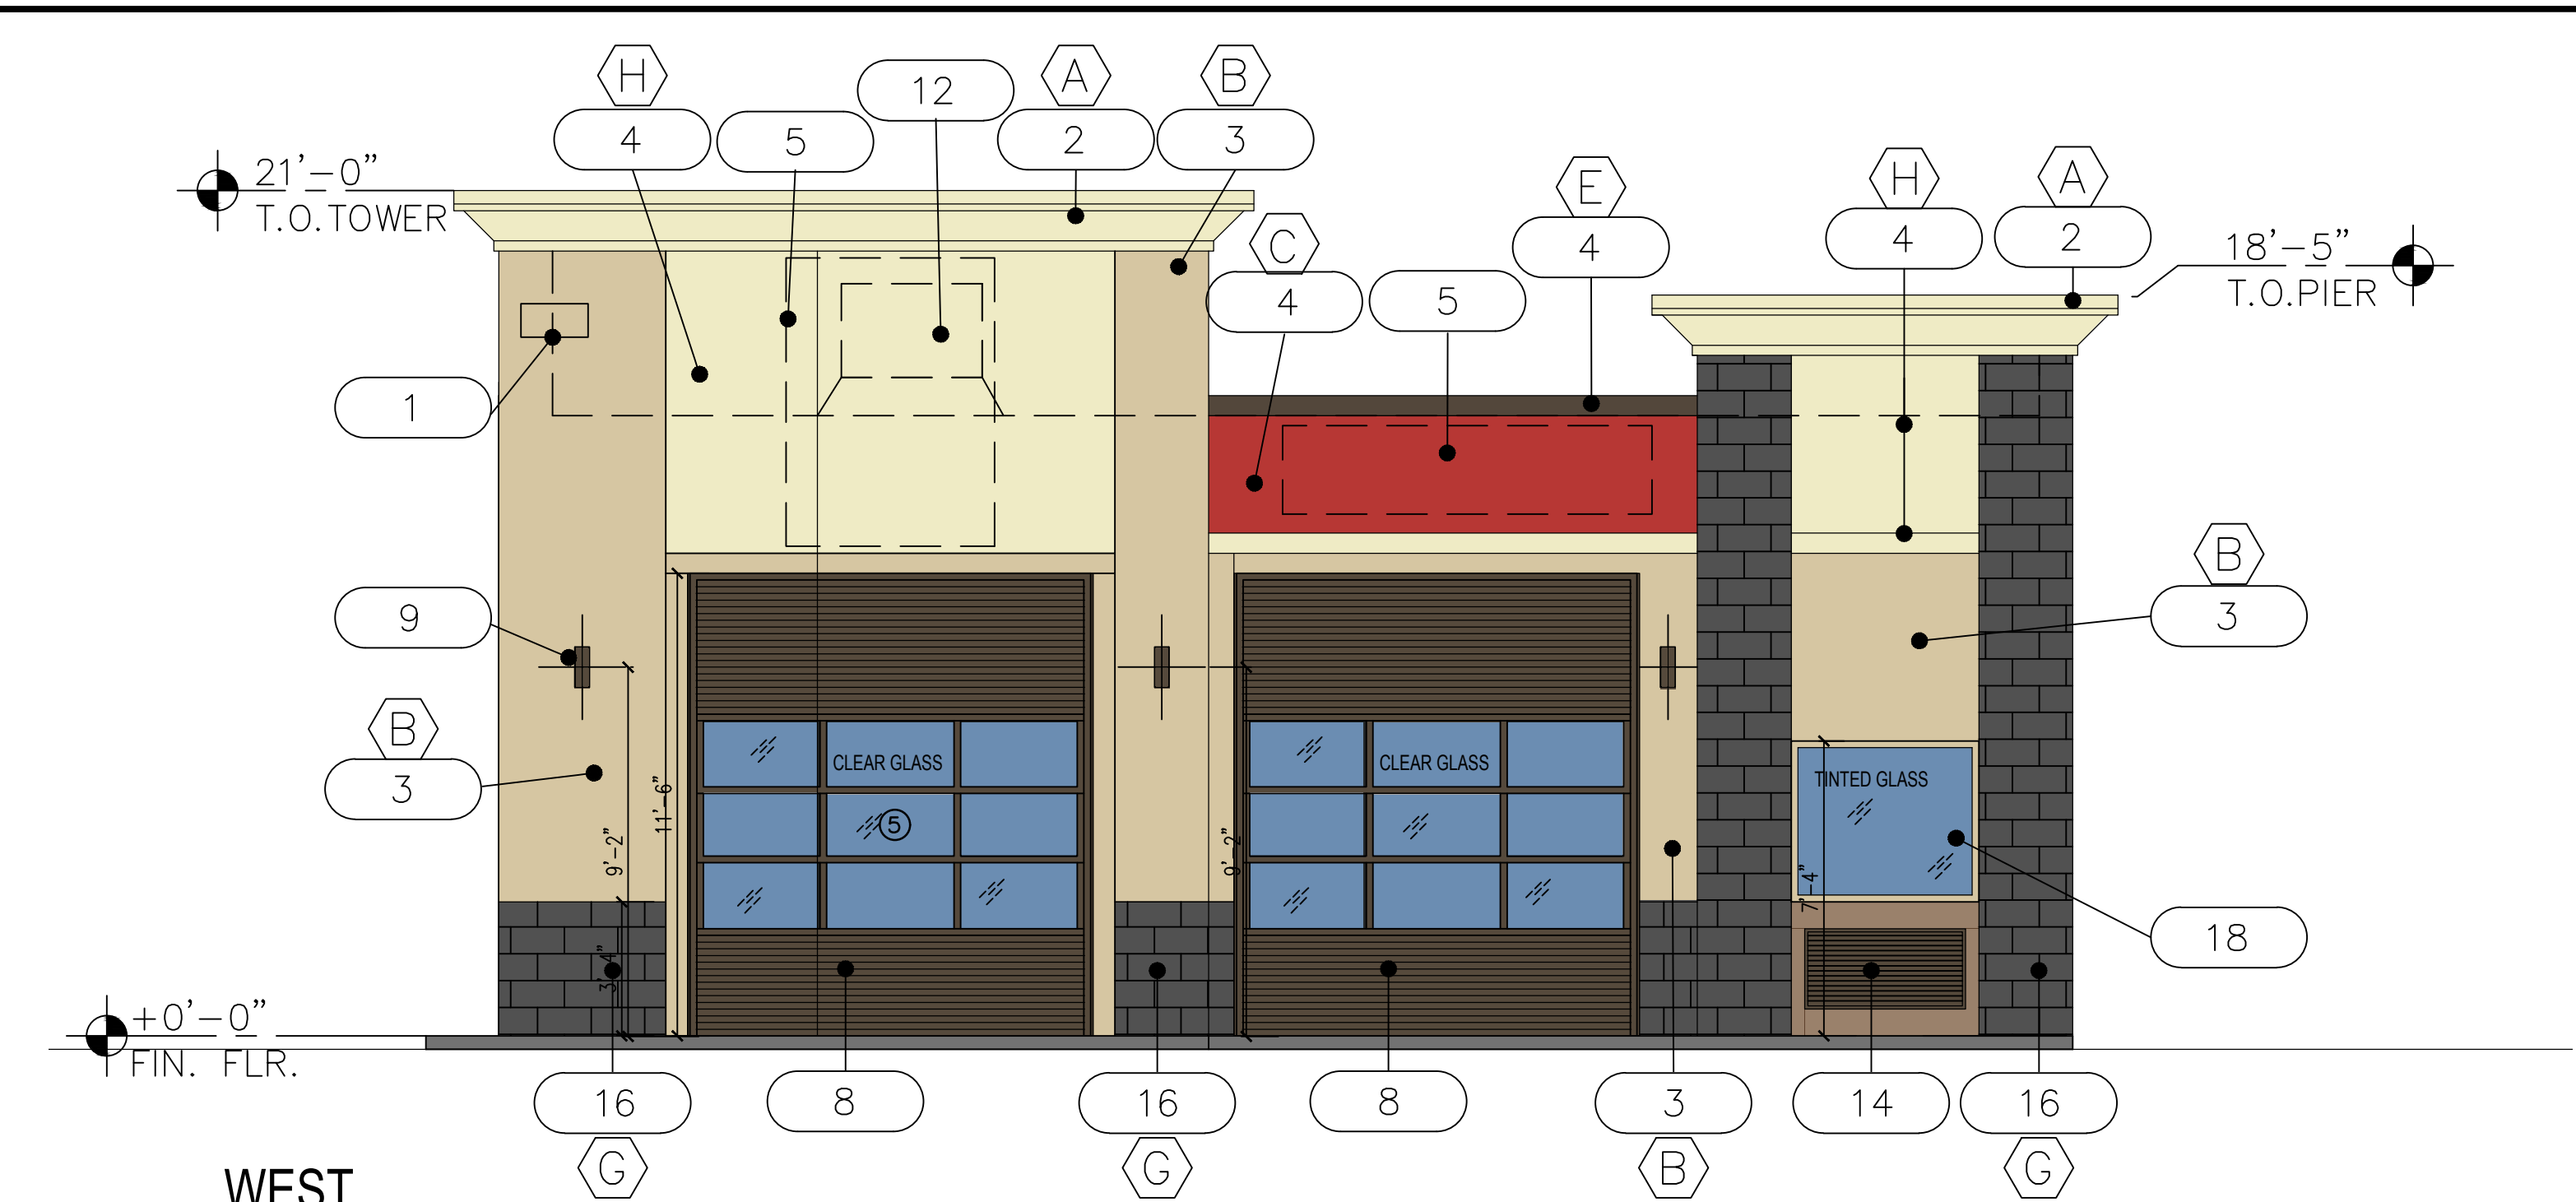 H
12
A
B
4
5
2
3
21'-0"
T.O.TOWER
E
H
A
4
4
2
C
18'-5"
T.O.PIER
4
5
1
B
9
3
B
3
11'-6"
9'-2"
CLEAR GLASS
5
9'-2"
CLEAR GLASS
TINTED GLASS
7'-4"
3'-4"
18
+0'-0"
FIN. FLR.
16
8
16
8
3
14
16
G
G
B
G
WEST